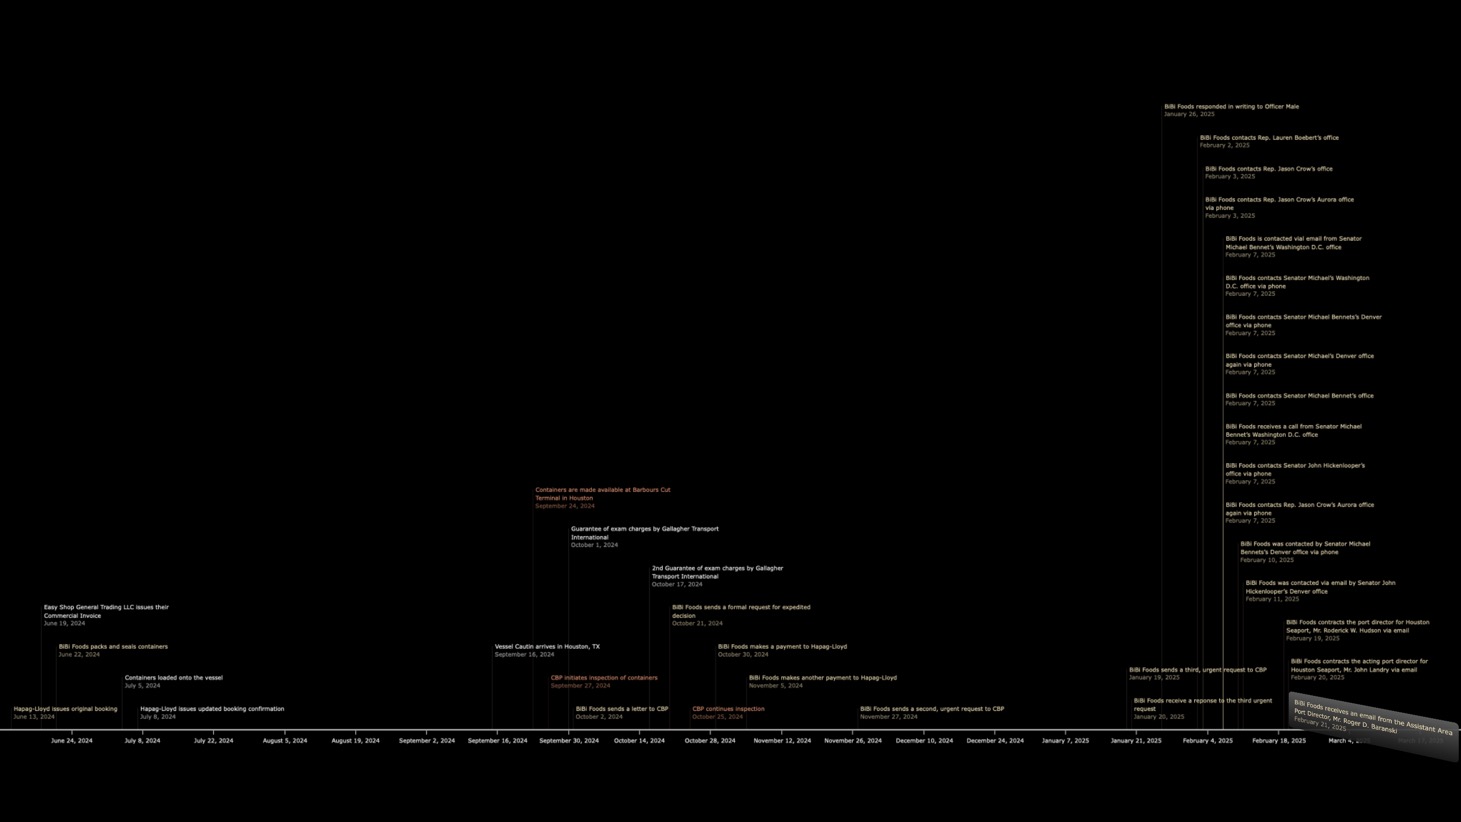 BiBi Foods responded in writing to Officer Male
January 26, 2025
BiBi Foods contacts Rep. Lauren Boebert's office
February 2, 2025
BiBi Foods contacts Rep. Jason Crow's office
February 3, 2025
BiBi Foods contacts Rep. Jason Crow's Aurora office
via phone
February 3, 2025
BiBi Foods is contacted vial email from Senator
Michael Bennet's Washington D.C. office
February 7, 2025
BiBi Foods contacts Senator Michael's Washington
D.C. office via phone
February 7, 2025
BiBi Foods contacts Senator Michael Bennets's Denver
office via phone
February 7, 2025
BiBi Foods contacts Senator Michael's Denver office
again via phone
February 7, 2025
BiBi Foods contacts Senator Michael Bennet's office
February 7, 2025
BiBi Foods receives a call from Senator Michael
Bennet's Washington D.C. office
February 7, 2025
BiBi Foods contacts Senator John Hickenlooper's
office via phone
February 7, 2025
BiBi Foods contacts Rep. Jason Crow's Aurora office
again via phone
February 7, 2025
BiBi Foods was contacted by Senator Michael
Bennets's Denver office via phone
February 10, 2025
BiBi Foods was contacted via email by Senator John
Hickenlooper's Denver office
February 11, 2025
BiBi Foods contracts the port director for Houston
Seaport, Mr. Roderick W. Hudson via email
February 19, 2025
BiBi Foods contracts the acting port director for
Houston Seaport, Mr. John Landry via email
February 20, 2025
BiBi Foods receives an email from the Assistant Area
Port Director, Mr. Roger D. Baranski
February 21, 2025
Containers are made available at Barbours Cut
Terminal in Houston
September 24, 2024
Guarantee of exam charges by Gallagher Transport
International
October 1, 2024
2nd Guarantee of exam charges by Gallagher
Transport International
October 17, 2024
BiBi Foods sends a formal request for expedited
decision
October 21, 2024
Easy Shop General Trading LLC issues their
Commercial Invoice
June 19, 2024
BiBi Foods packs and seals containers
June 22, 2024
Vessel Cautin arrives in Houston, TX
September 16, 2024
BiBi Foods makes a payment to Hapag-Lloyd
October 30, 2024
Containers loaded onto the vessel
July 5, 2024
CBP initiates inspection of containers
September 27, 2024
BiBi Foods makes another payment to Hapag-Lloyd
November 5, 2024
BiBi Foods sends a third, urgent request to CBP
January 19, 2025
Hapag-Lloyd issues original booking
June 13, 2024
Hapag-Lloyd issues updated booking confirmation
July 8, 2024
BiBi Foods sends a letter to CBP
October 2, 2024
CBP continues inspection
October 25, 2024
BiBi Foods sends a second, urgent request to CBP
November 27, 2024
BiBi Foods receive a reponse to the third urgent
request
January 20, 2025
June 24, 2024
July 8, 2024
July 22, 2024
August 5, 2024
August 19, 2024
September 2, 2024
September 16, 2024
September 30, 2024
October 14, 2024
October 28, 2024
November 12, 2024
November 26, 2024
December 10, 2024
December 24, 2024
January 7, 2025
January 21, 2025
February 4, 2025
February 18, 2025
March 4,